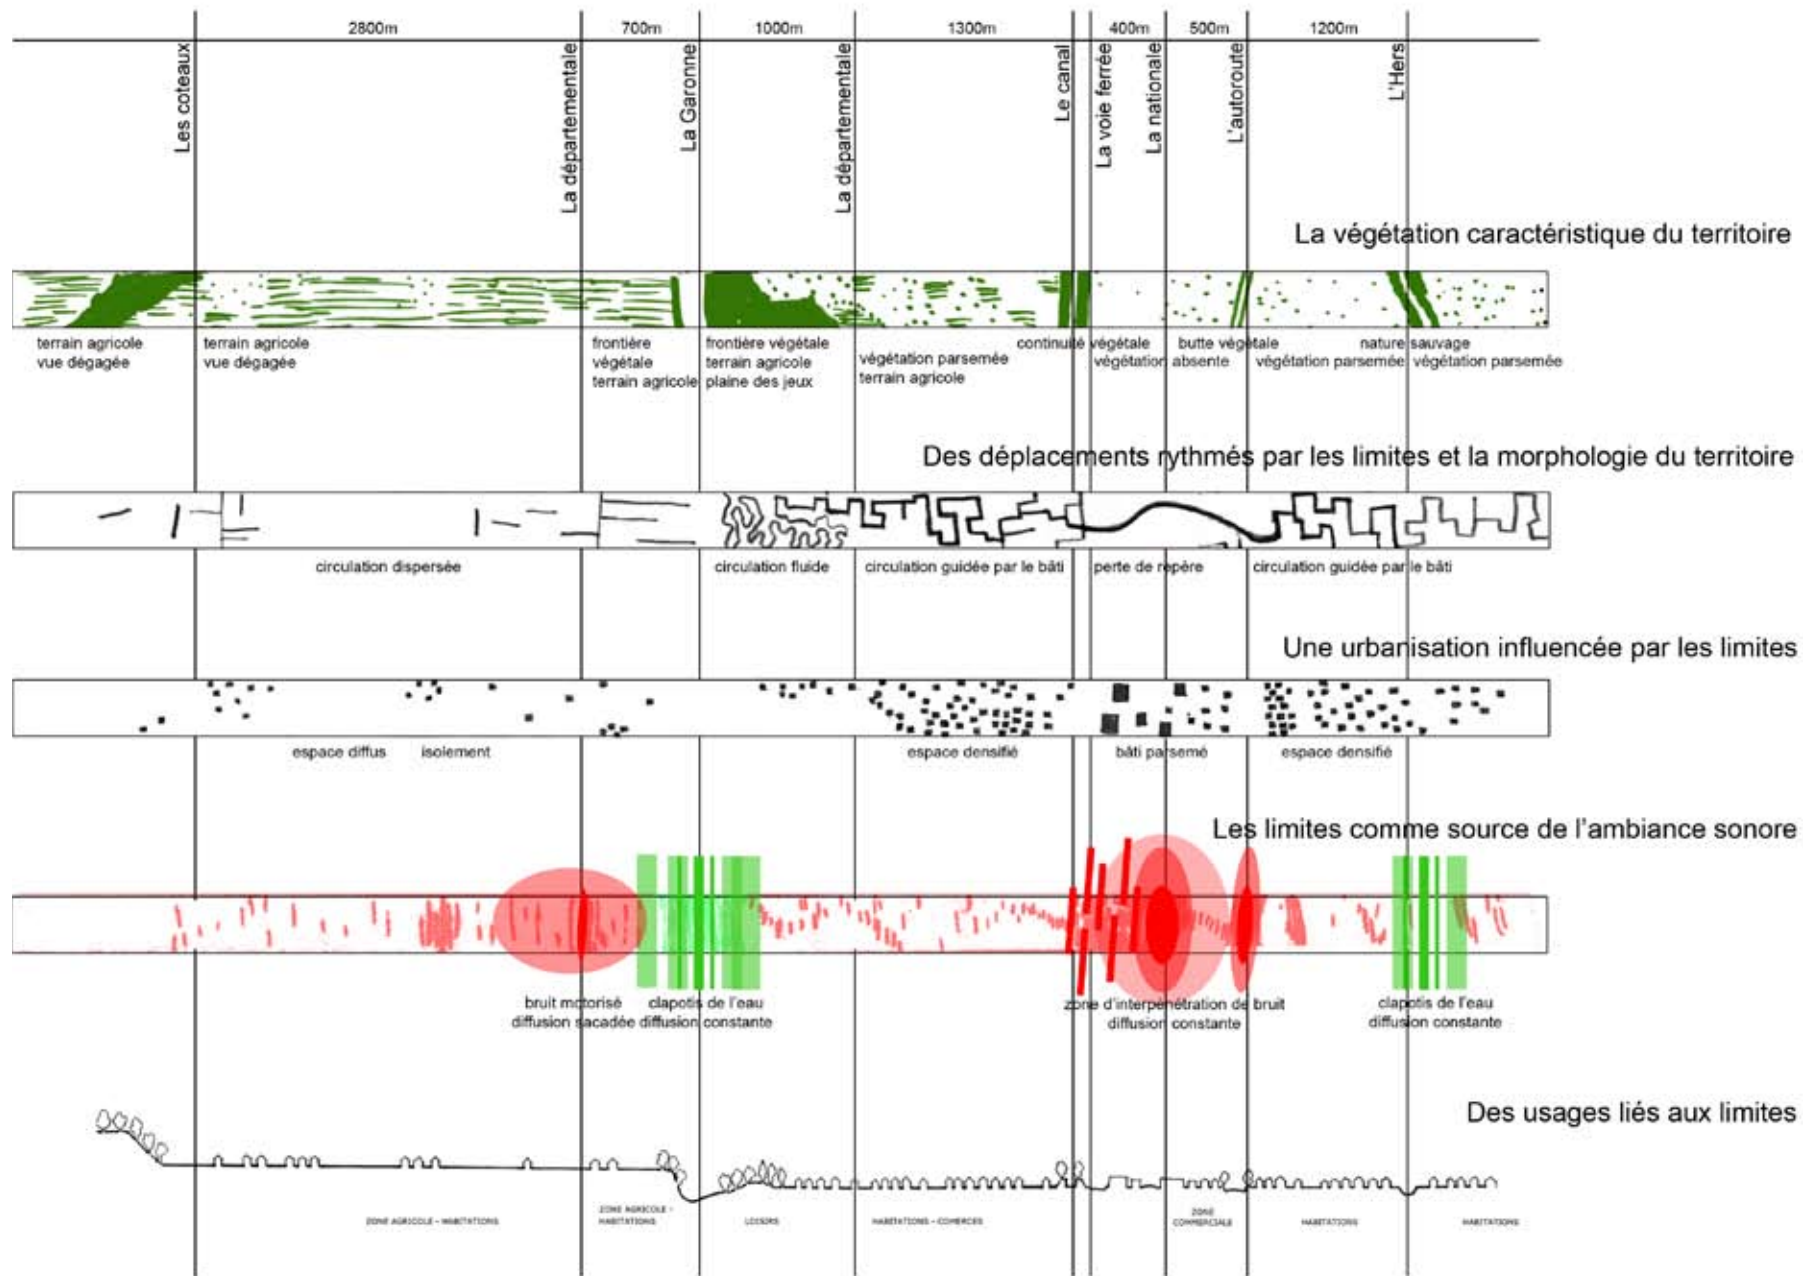 2800m 700m 1000m 1300m 400m 500m 1200m
Les coteaux
La départementale
La Garonne
La départementale
Le canal
La voie ferrée
La nationale
L'autoroute
L'Hers
La végétation caractéristique du territoire
terrain agricole
vue dégagée
terrain agricole
vue dégagée
frontière
végétale
terrain agricole
frontière végétale
terrain agricole
plaine des jeux
végétation parsemée
terrain agricole
continuité végétale
végétation absente
butte végétale
végétation parsemée
nature sauvage
végétation parsemée
Des déplacements rythmés par les limites et la morphologie du territoire
circulation dispersée
circulation fluide
circulation guidée par le bâti
perte de repère
circulation guidée par le bâti
Une urbanisation influencée par les limites
espace diffus
isolement
espace densifié
bâti parsemé
espace densifié
Les limites comme source de l'ambiance sonore
bruit motorisé
diffusion sacadée
clapotis de l'eau
diffusion constante
zone d'interpénétration de bruit
diffusion constante
clapotis de l'eau
diffusion constante
Des usages liés aux limites
ZONE AGRICOLE - HABITATIONS
ZONE AGRICOLE -
HABITATIONS
LOISIRS
HABITATIONS - COMERCES
ZONE
COMMERCIALE
HABITATIONS
HABITATIONS